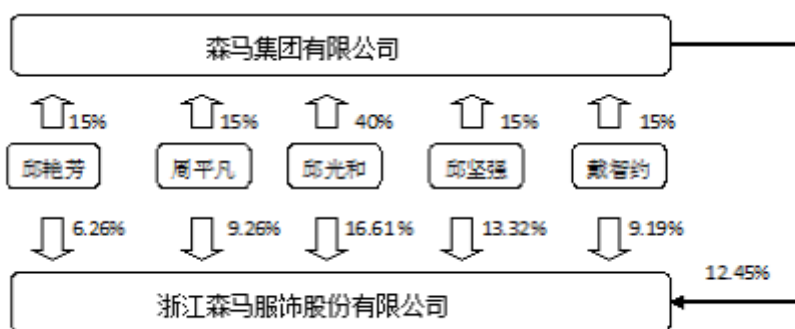 森马集团有限公司
15% 15% 40% 15% 15%
邱艳芳 周平凡 邱光和 邱坚强 戴智约
6.26% 9.26% 16.61% 13.32% 9.19%
12.45%
浙江森马服饰股份有限公司